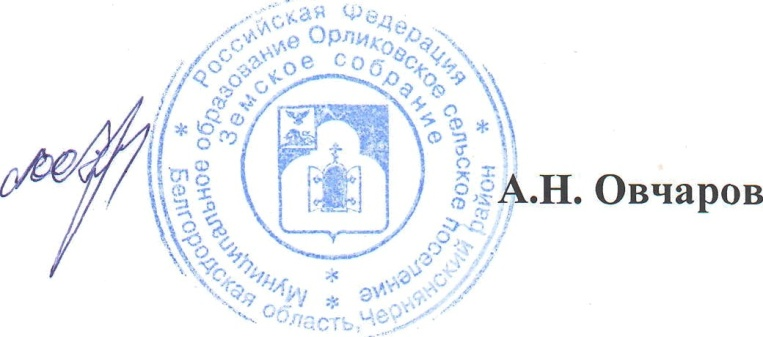 Российская Федерация
Белгородская область, Чернянский район
Муниципальное образование Орликовское сельское поселение
Земское собрание
А.Н. Овчаров